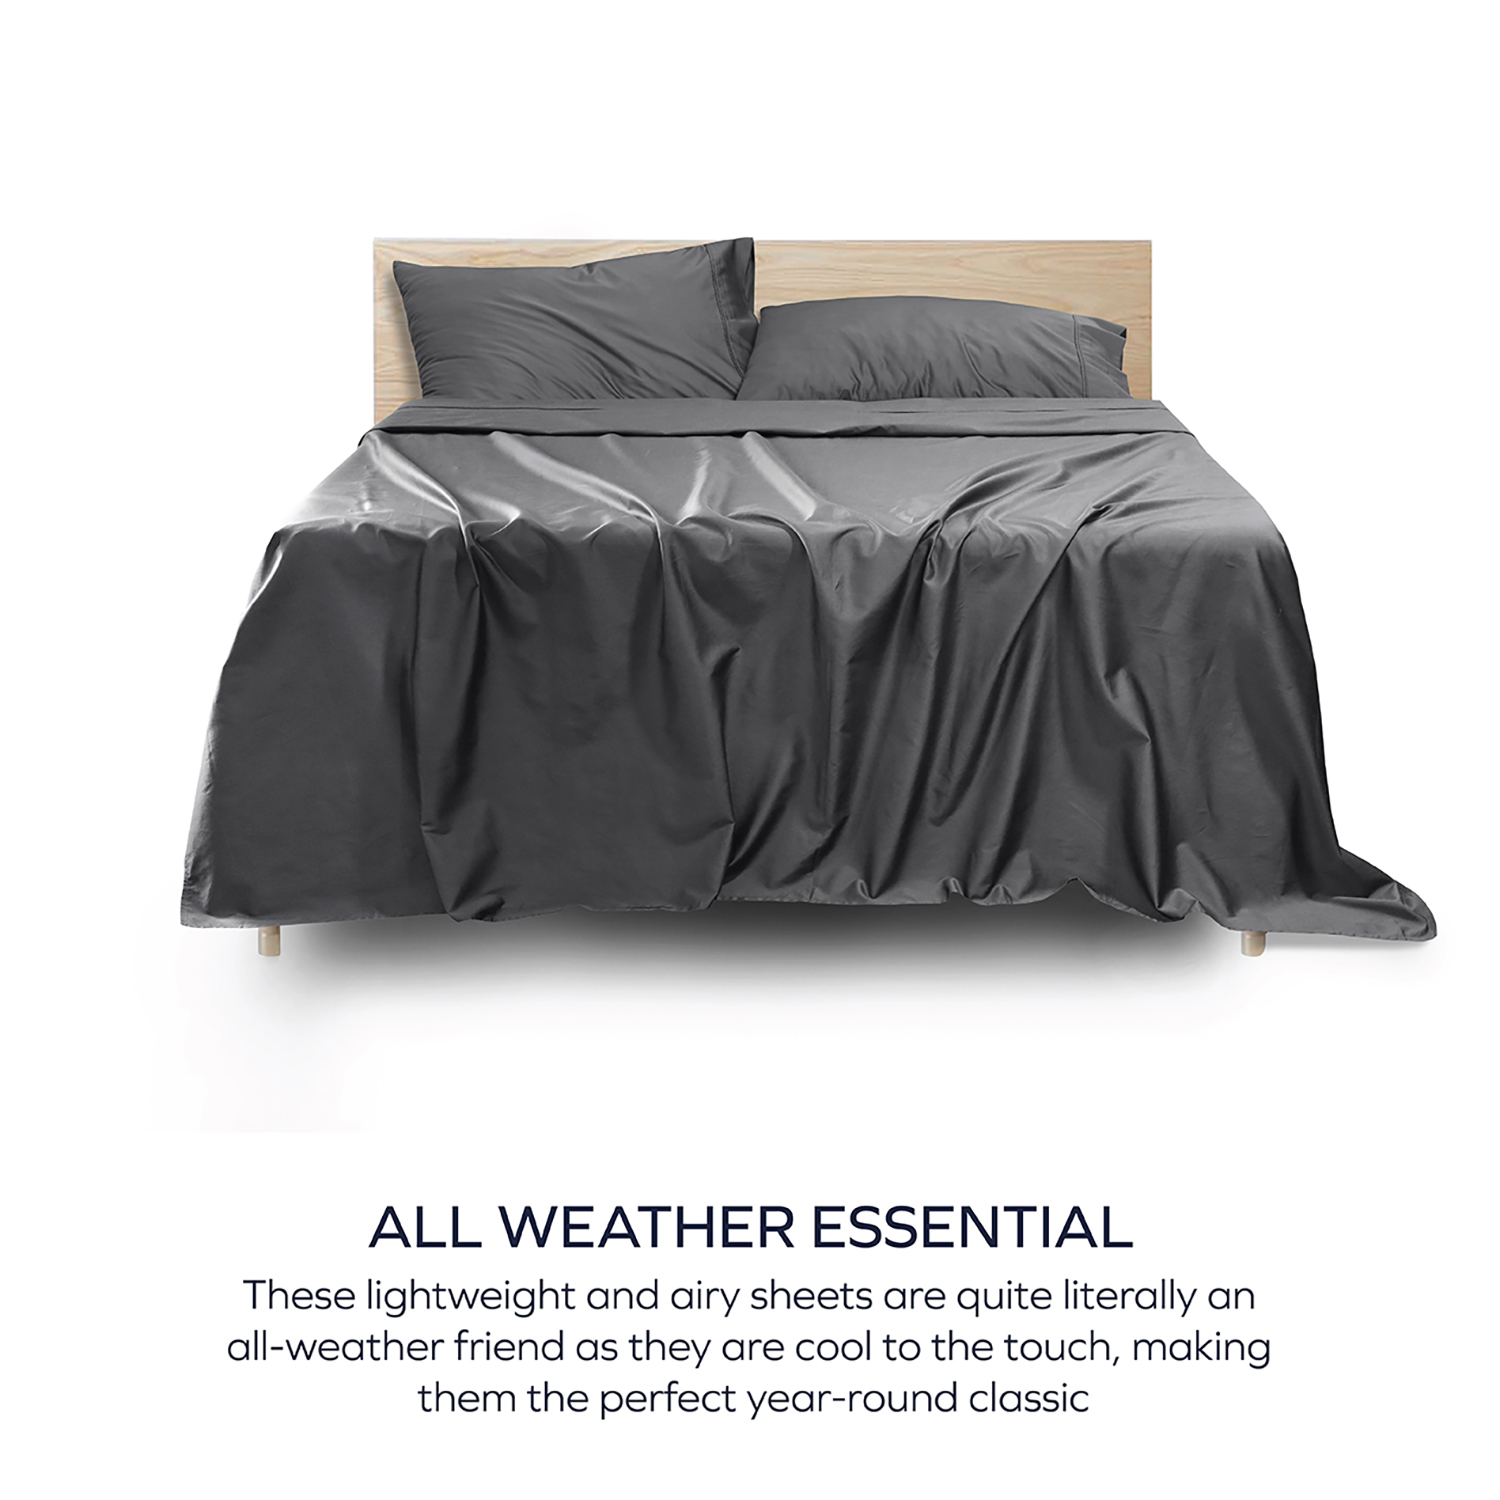 ALL WEATHER ESSENTIAL
These lightweight and airy sheets are quite literally an
all-weather friend as they are cool to the touch, making
them the perfect year-round classic